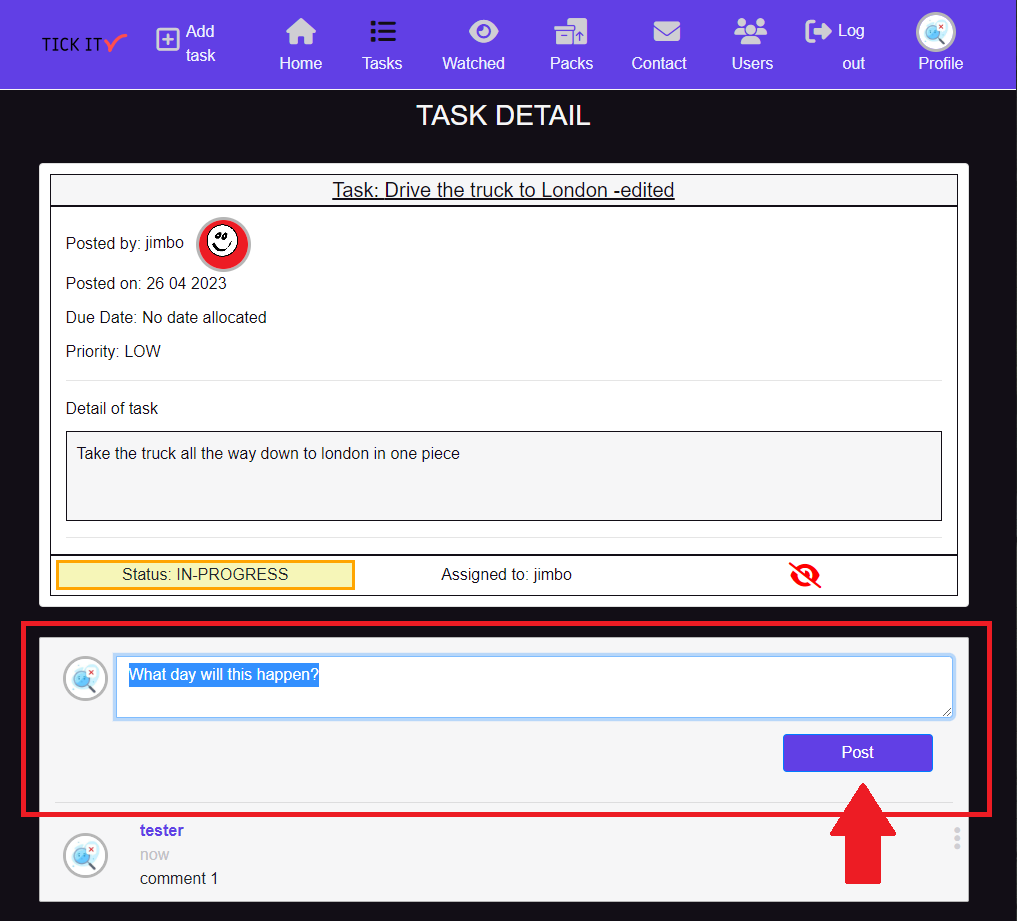 TICK IT
Add
task
Home
Tasks
Watched
Packs
Contact
Users
Log
out
Profile
TASK DETAIL
Task: Drive the truck to London -edited
Posted by: jimbo
Posted on: 26 04 2023
Due Date: No date allocated
Priority: LOW
Detail of task
Take the truck all the way down to london in one piece
Status: IN-PROGRESS
Assigned to: jimbo
What day will this happen?
Post
tester
now
comment 1